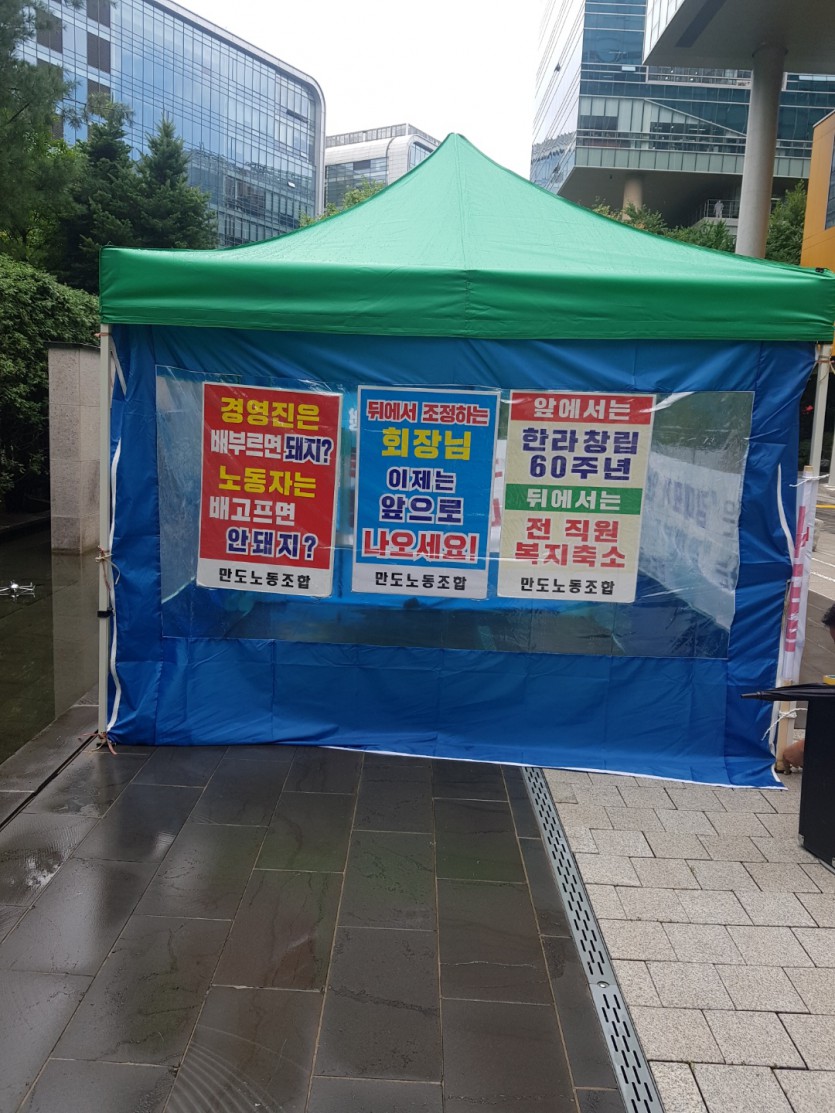 경영진은
배부르면 돼지?
노동자는
배고프면
안돼지?
만도노동조합
뒤에서 조정하는
회장님
이제는
앞으로
나오세요!
만도노동조합
앞에서는
한라창립
60주년
뒤에서는
전 직원
복지축소
만도노동조합